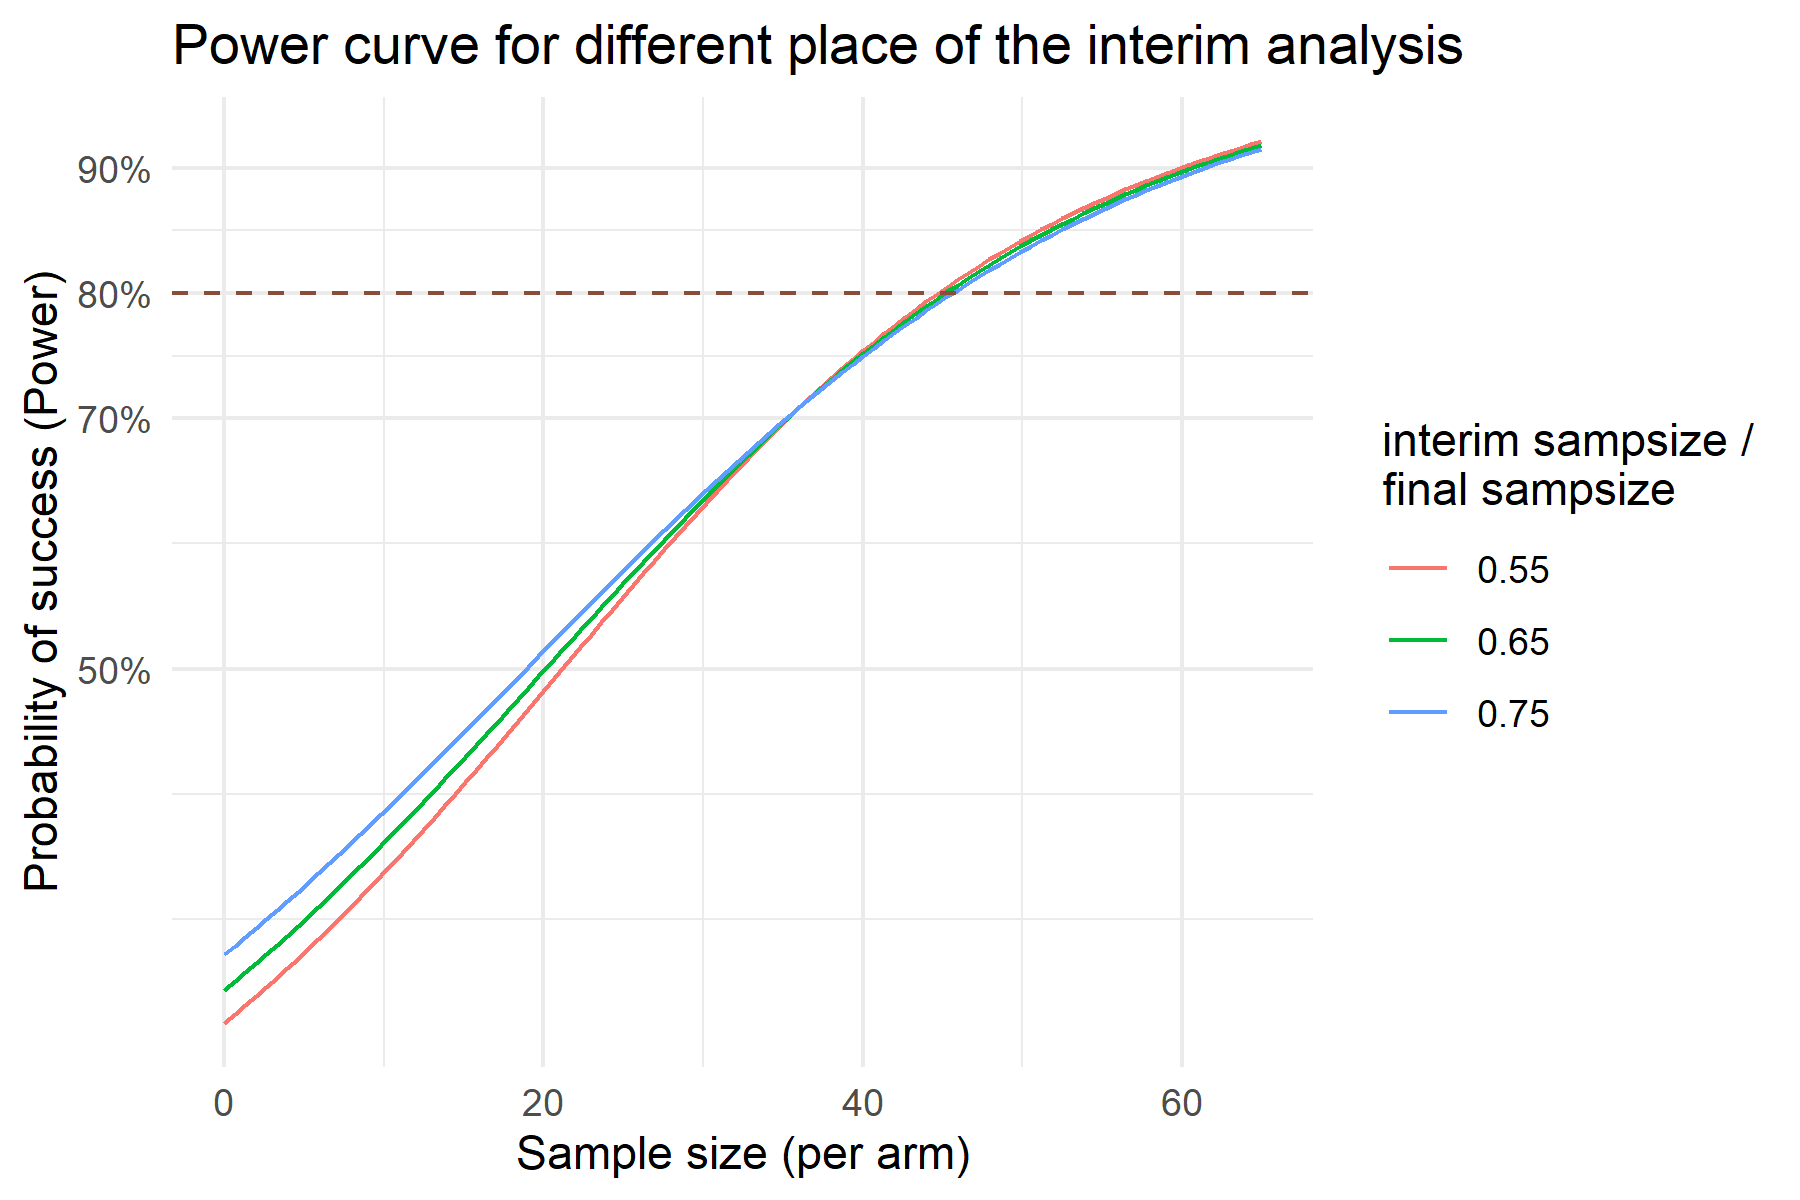 Power curve for different place of the interim analysis
Probability of success (Power)
90%
80%
70%
50%
0
20
40
60
Sample size (per arm)
interim sampsize /
final sampsize
0.55
0.65
0.75